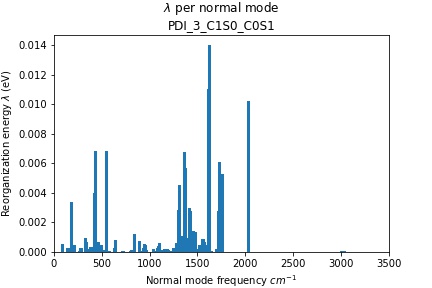 λ per normal mode
PDI_3_C1S0_C0S1
Reorganization energy λ (eV)
0.014
0.012
0.010
0.008
0.006
0.004
0.002
0.000
0 500 1000 1500 2000 2500 3000 3500
Normal mode frequency cm⁻¹